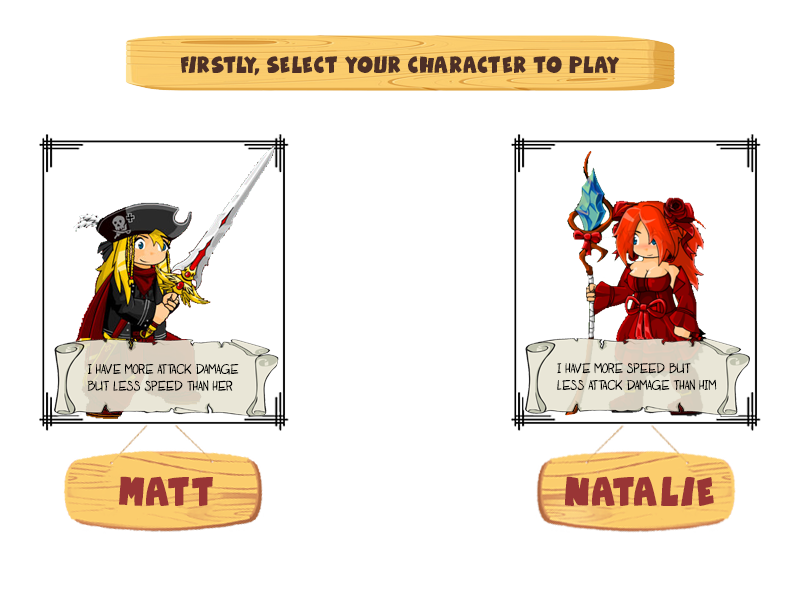 FIRSTLY, SELECT YOUR CHARACTER TO PLAY
I HAVE MORE ATTACK DAMAGE
BUT LESS SPEED THAN HER
I HAVE MORE SPEED BUT
LESS ATTACK DAMAGE THAN HIM
MATT
NATALIE